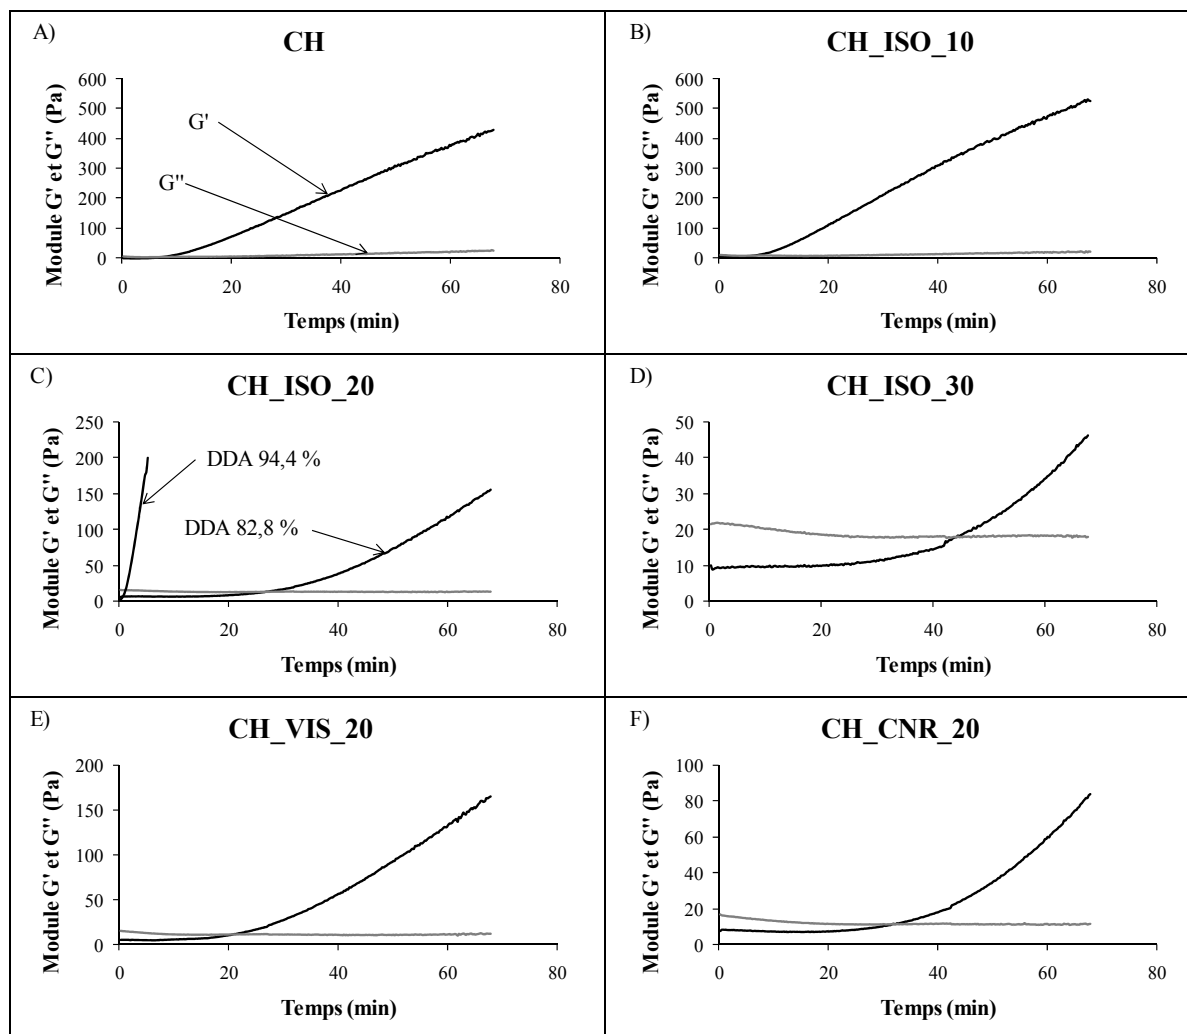 A)
CH
Module G' et G'' (Pa)
600
500
400
300
200
100
0
G'
G''
0 20 40 60 80
Temps (min)
B)
CH_ISO_10
Module G' et G'' (Pa)
600
500
400
300
200
100
0
0 20 40 60 80
Temps (min)
C)
CH_ISO_20
Module G' et G'' (Pa)
250
200
150
100
50
0
DDA 94,4 %
DDA 82,8 %
0 20 40 60 80
Temps (min)
D)
CH_ISO_30
Module G' et G'' (Pa)
50
40
30
20
10
0
0 20 40 60 80
Temps (min)
E)
CH_VIS_20
Module G' et G'' (Pa)
200
150
100
50
0
0 20 40 60 80
Temps (min)
F)
CH_CNR_20
Module G' et G'' (Pa)
100
80
60
40
20
0
0 20 40 60 80
Temps (min)